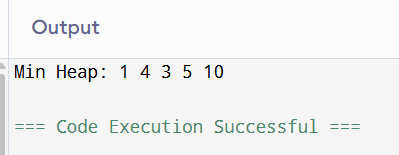 Output
Min Heap: 1 4 3 5 10
=== Code Execution Successful ===